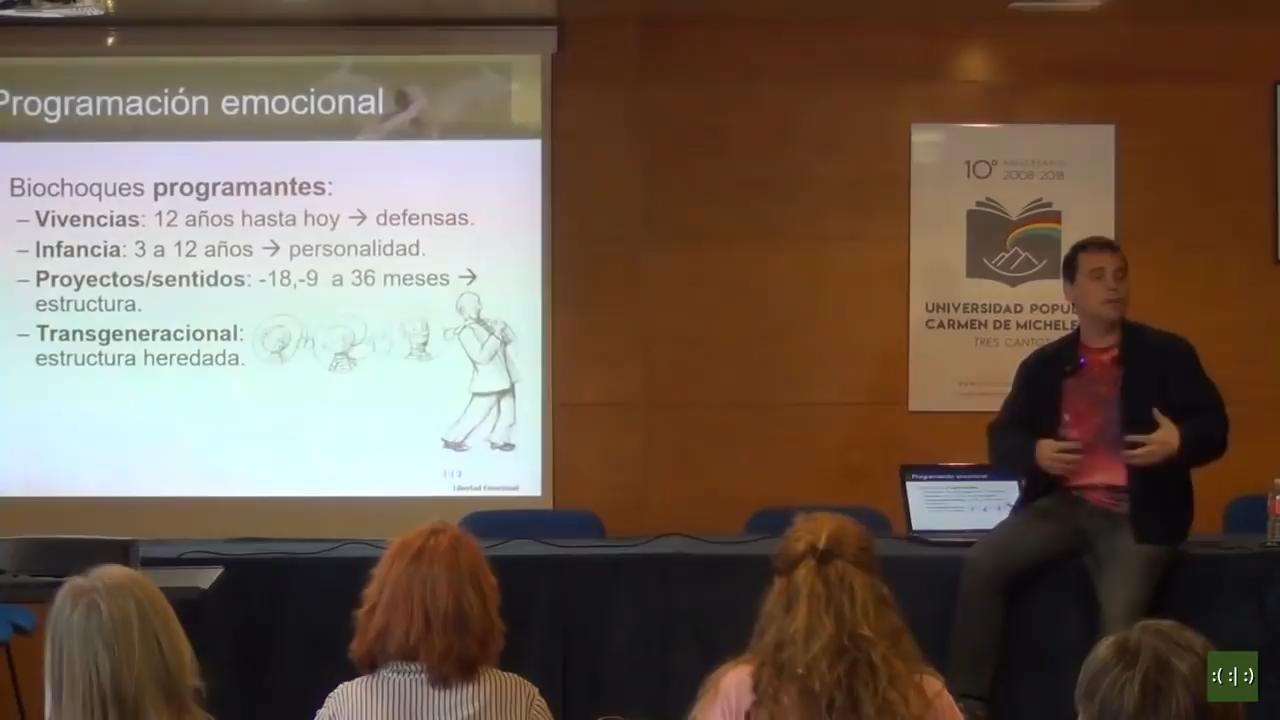 Programación emocional
Biochoques programantes:
– Vivencias: 12 años hasta hoy → defensas.
– Infancia: 3 a 12 años → personalidad.
– Proyectos/sentidos: -18,-9 a 36 meses →
estructura.
– Transgeneracional:
estructura heredada.
Libertad Emocional
10º ANIVERSARIO
2008-2018
UNIVERSIDAD POPU
CARMEN DE MICHELE
TRES CANTOS
Programación emocional
:( :| :)